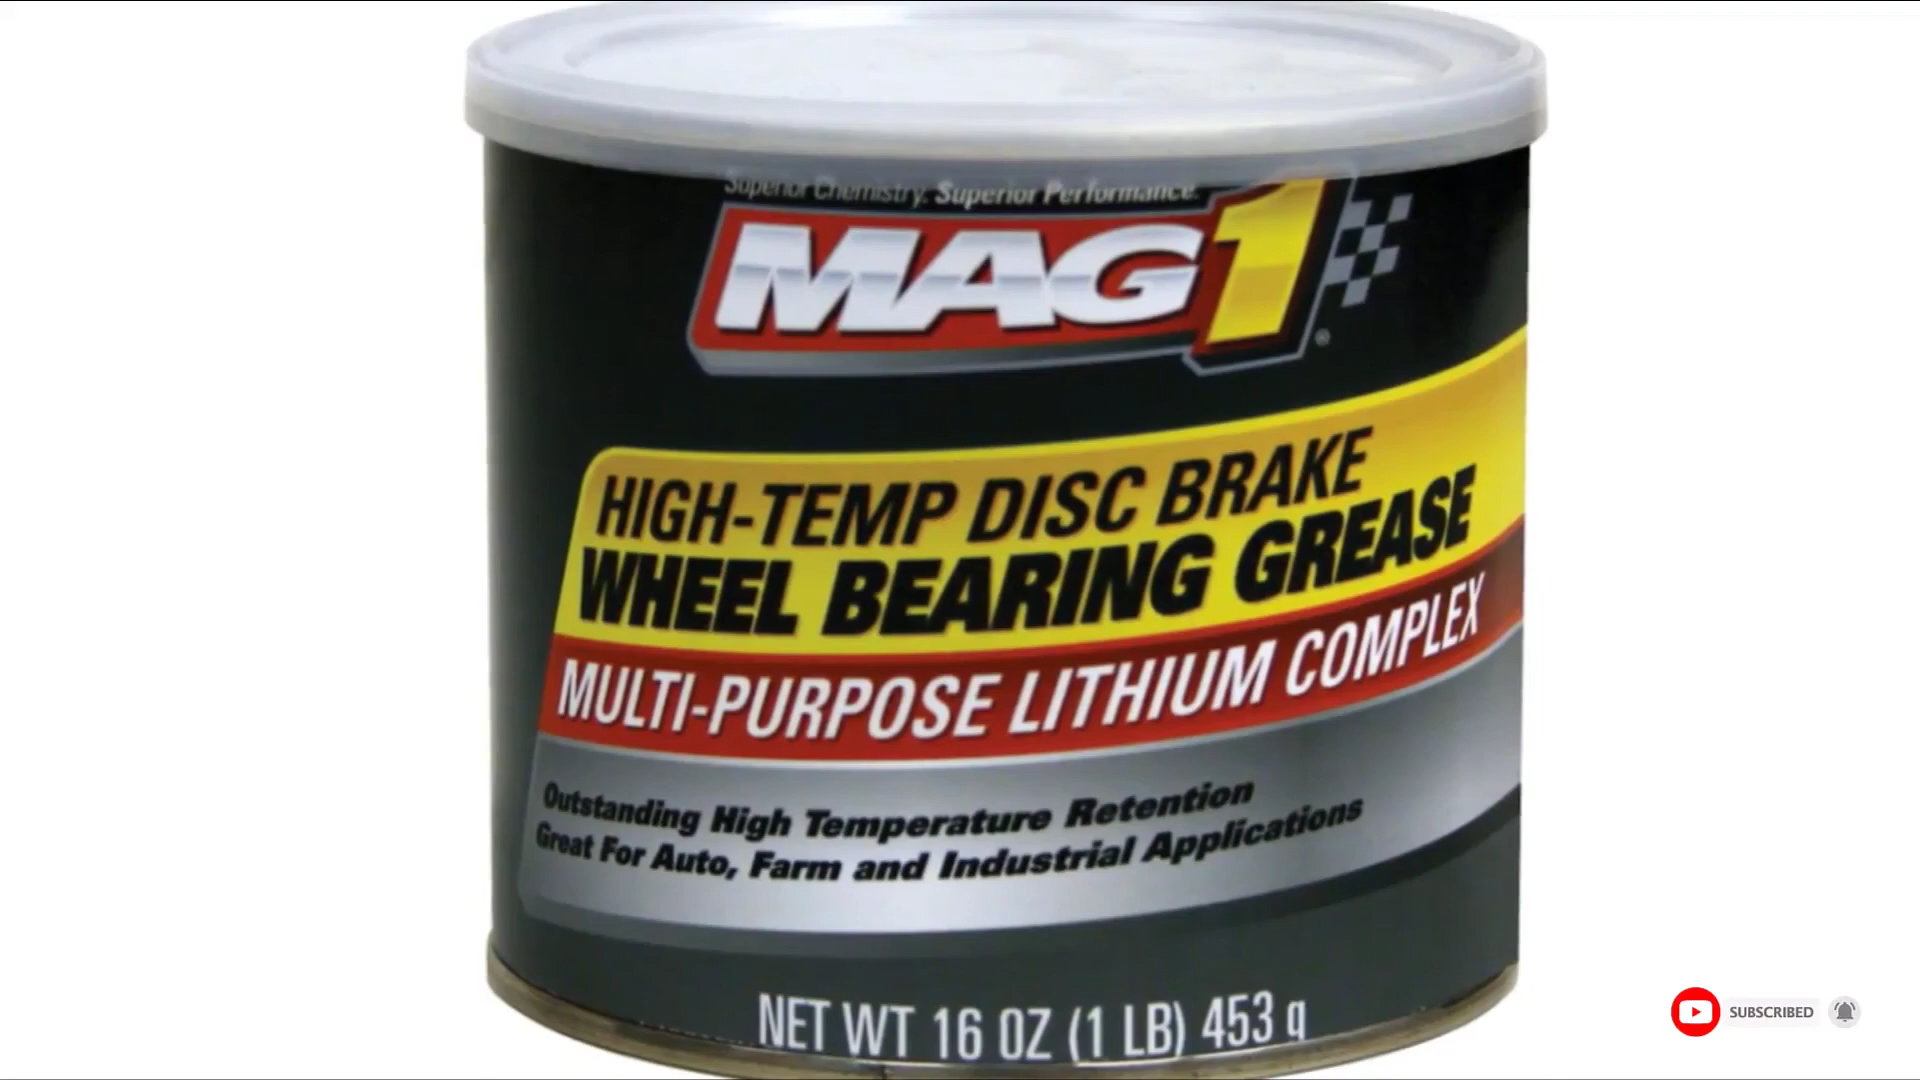 Superior Chemistry. Superior Performance.
MAG1®
HIGH-TEMP DISC BRAKE
WHEEL BEARING GREASE
MULTI-PURPOSE LITHIUM COMPLEX
Outstanding High Temperature Retention
Great For Auto, Farm and Industrial Applications
NET WT 16 OZ (1 LB) 453 g
SUBSCRIBED